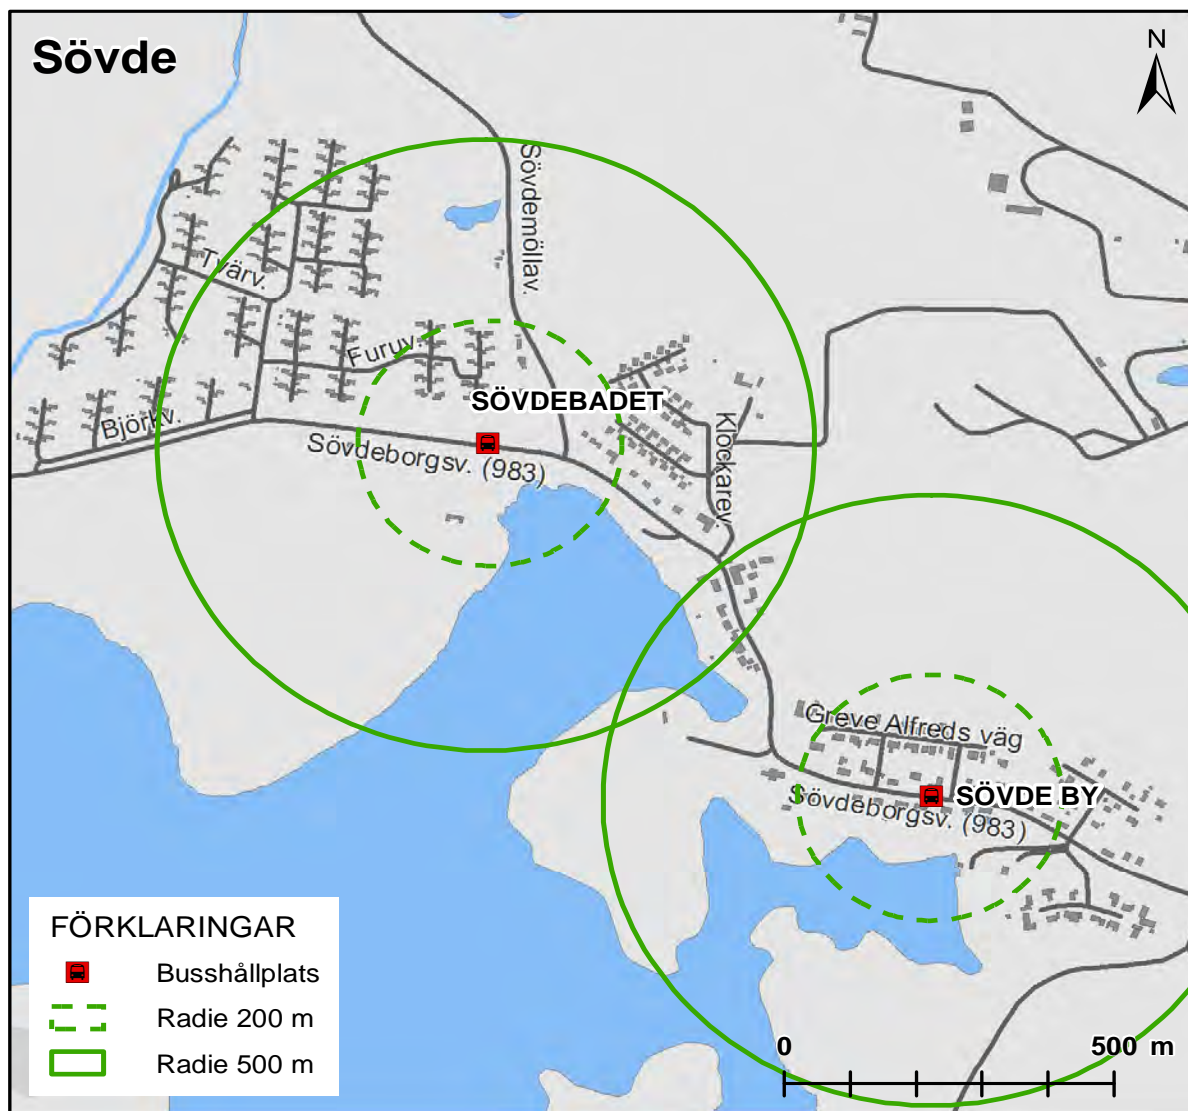 Sövde
N
Sövdemöllav.
Tvärv.
Furuv.
SÖVDEBADET
Björkv.
Sövdeborgsv. (983)
Klockarev.
Greve Alfreds väg
SÖVDE BY
Sövdeborgsv. (983)
FÖRKLARINGAR
Busshållplats
Radie 200 m
Radie 500 m
0 500 m